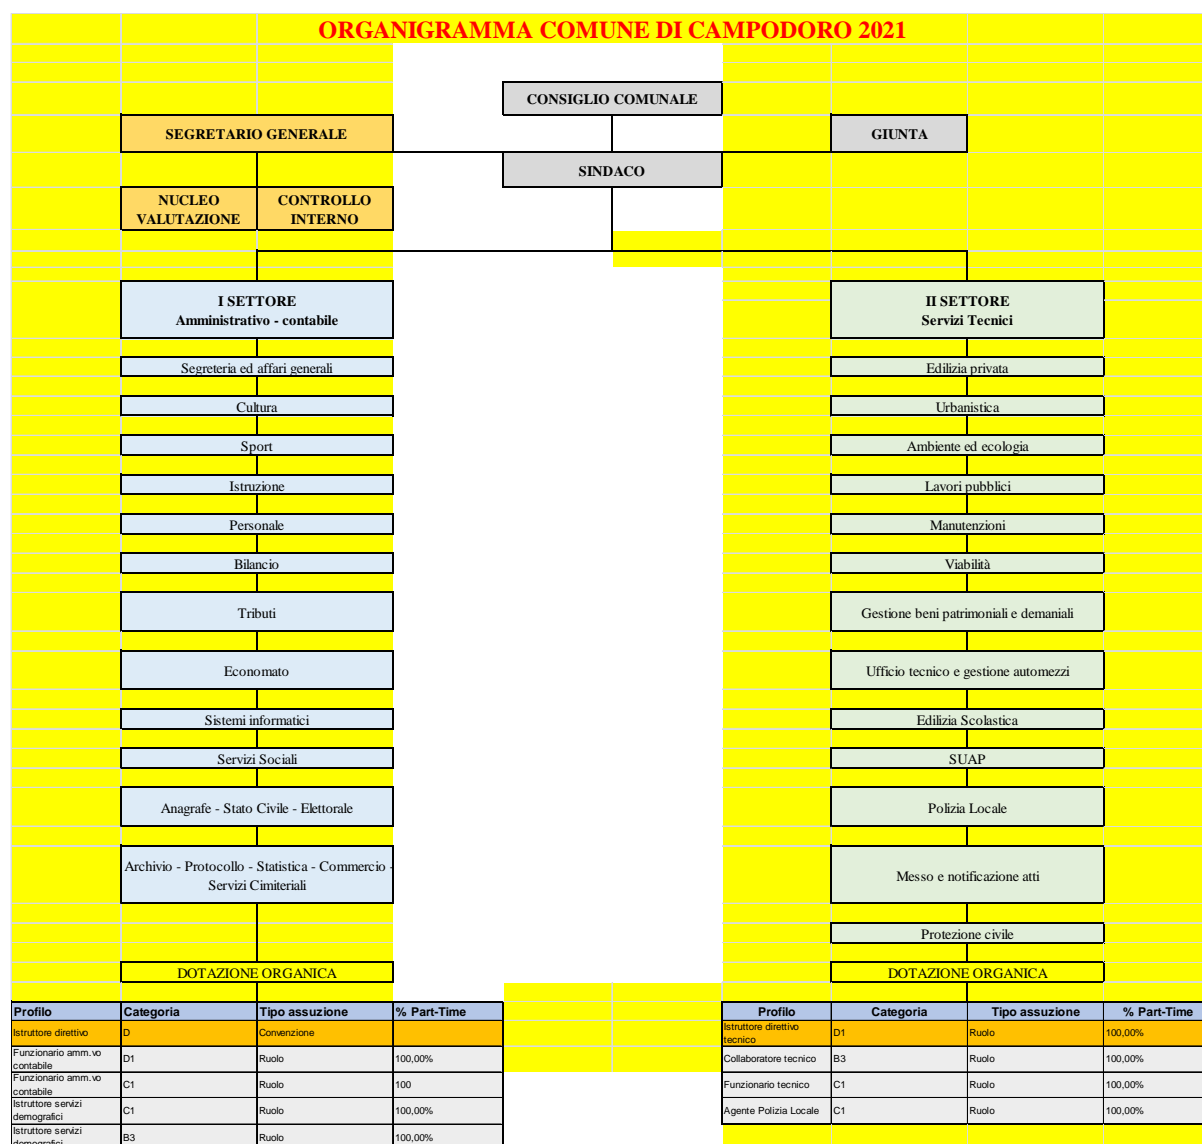 ORGANIGRAMMA COMUNE DI CAMPODORO 2021
CONSIGLIO COMUNALE
SEGRETARIO GENERALE
GIUNTA
SINDACO
NUCLEO
VALUTAZIONE
CONTROLLO
INTERNO
I SETTORE
Amministrativo - contabile
Segreteria ed affari generali
Cultura
Sport
Istruzione
Personale
Bilancio
Tributi
Economato
Sistemi informatici
Servizi Sociali
Anagrafe - Stato Civile - Elettorale
Archivio - Protocollo - Statistica - Commercio -
Servizi Cimiteriali
DOTAZIONE ORGANICA
II SETTORE
Servizi Tecnici
Edilizia privata
Urbanistica
Ambiente ed ecologia
Lavori pubblici
Manutenzioni
Viabilità
Gestione beni patrimoniali e demaniali
Ufficio tecnico e gestione automezzi
Edilizia Scolastica
SUAP
Polizia Locale
Messo e notificazione atti
Protezione civile
DOTAZIONE ORGANICA
Profilo Categoria Tipo assuzione % Part-Time
Istruttore direttivo D Convenzione
Funzionario amm.vo
contabile D1 Ruolo 100,00%
Funzionario amm.vo
contabile C1 Ruolo 100
Istruttore servizi
demografici C1 Ruolo 100,00%
Istruttore servizi
demografici B3 Ruolo 100,00%
Profilo Categoria Tipo assuzione % Part-Time
Istruttore direttivo
tecnico D1 Ruolo 100,00%
Collaboratore tecnico B3 Ruolo 100,00%
Funzionario tecnico C1 Ruolo 100,00%
Agente Polizia Locale C1 Ruolo 100,00%